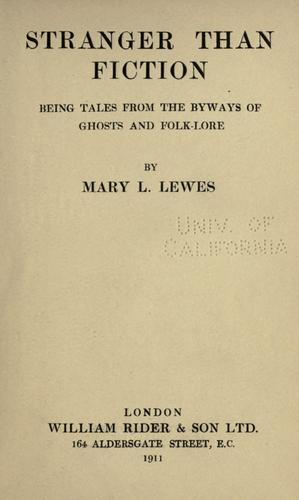 STRANGER THAN
FICTION
BEING TALES FROM THE BYWAYS OF
GHOSTS AND FOLK-LORE
BY
MARY L. LEWES
UNIV. OF
CALIFORNIA
LONDON
WILLIAM RIDER & SON LTD.
164 ALDERSGATE STREET, E.C.
1911